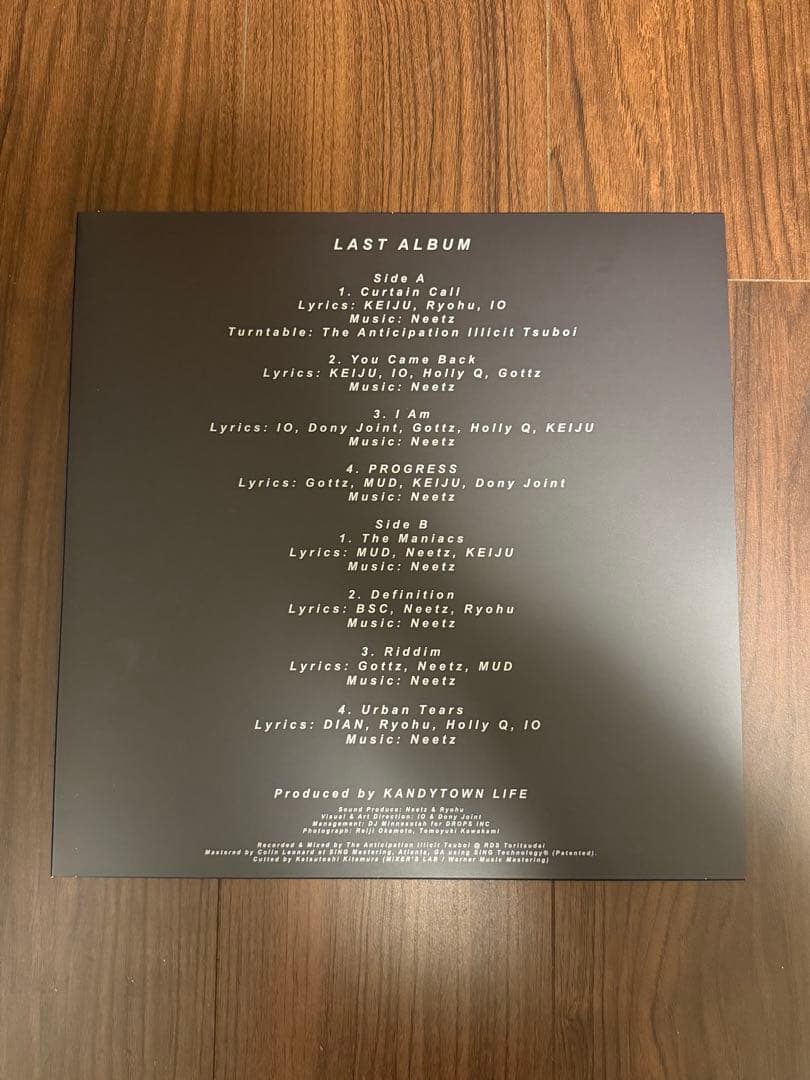 LAST ALBUM
Side A
1. Curtain Call
Lyrics: KEIJU, Ryohu, IO
Music: Neetz
Turntable: The Anticipation Illicit Tsuboi
2. You Came Back
Lyrics: KEIJU, IO, Holly Q, Gottz
Music: Neetz
3. I Am
Lyrics: IO, Dony Joint, Gottz, Holly Q, KEIJU
Music: Neetz
4. PROGRESS
Lyrics: Gottz, MUD, KEIJU, Dony Joint
Music: Neetz
Side B
1. The Maniacs
Lyrics: MUD, Neetz, KEIJU
Music: Neetz
2. Definition
Lyrics: BSC, Neetz, Ryohu
Music: Neetz
3. Riddim
Lyrics: Gottz, Neetz, MUD
Music: Neetz
4. Urban Tears
Lyrics: DIAN, Ryohu, Holly Q, IO
Music: Neetz
Produced by KANDYTOWN LIFE
Sound Produce: Neetz & Ryohu
Visual & Art Direction: IO & Dony Joint
Management: DJ Minnesotah for DROPS INC
Photograph: Reiji Okamoto, Tomoyuki Kawakami
Recorded & Mixed by The Anticipation Illicit Tsuboi @ RDS Toritsudai
Masterd by Colin Leonard at SING Mastering, Atlanta, GA using SING Technology® (Patented).
Cutted by Katsutoshi Kitamura (MIXER'S LAB / Warner Music Mastering)